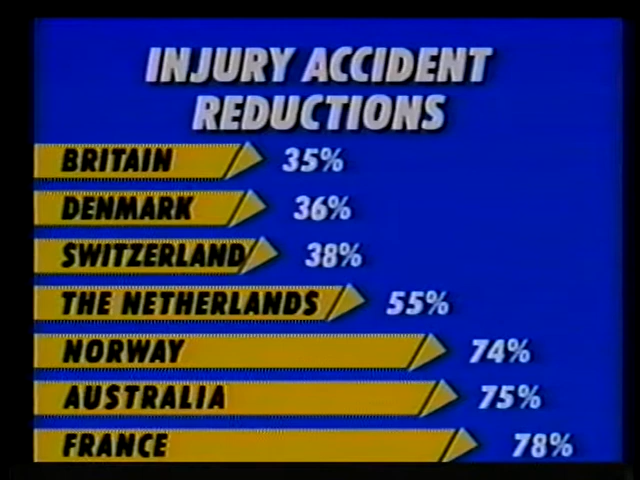 INJURY ACCIDENT
REDUCTIONS
BRITAIN 35%
DENMARK 36%
SWITZERLAND 38%
THE NETHERLANDS 55%
NORWAY 74%
AUSTRALIA 75%
FRANCE 78%